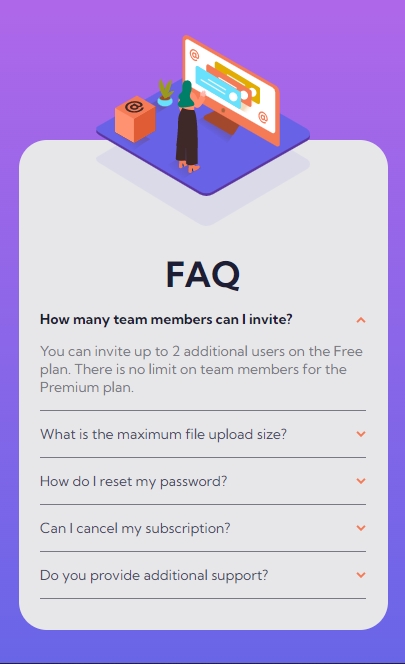 FAQ
How many team members can I invite?
You can invite up to 2 additional users on the Free
plan. There is no limit on team members for the
Premium plan.
What is the maximum file upload size?
How do I reset my password?
Can I cancel my subscription?
Do you provide additional support?